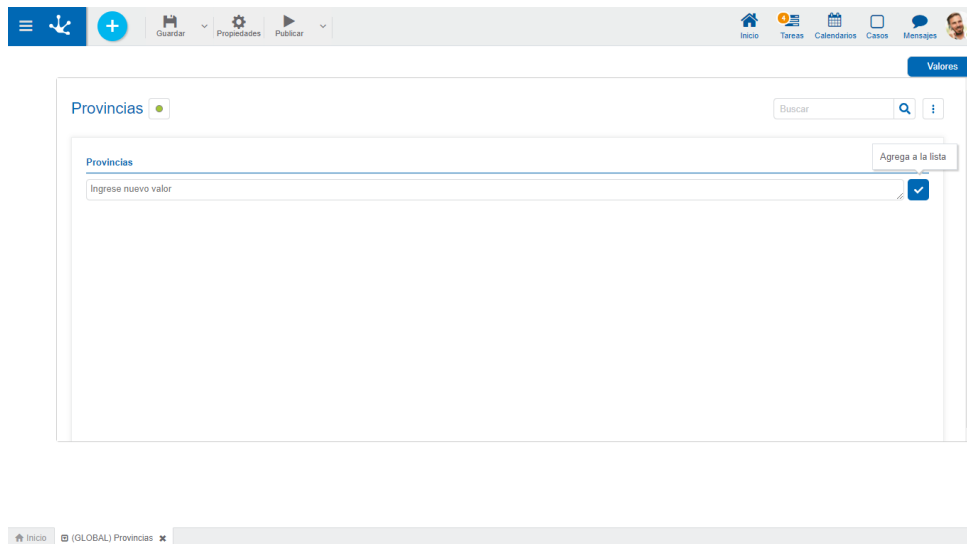 Guardar
Propiedades
Publicar
Inicio
4
Tareas
Calendarios
Casos
Mensajes
Valores
Provincias
Buscar
Agrega a la lista
Provincias
Ingrese nuevo valor
Inicio
(GLOBAL) Provincias